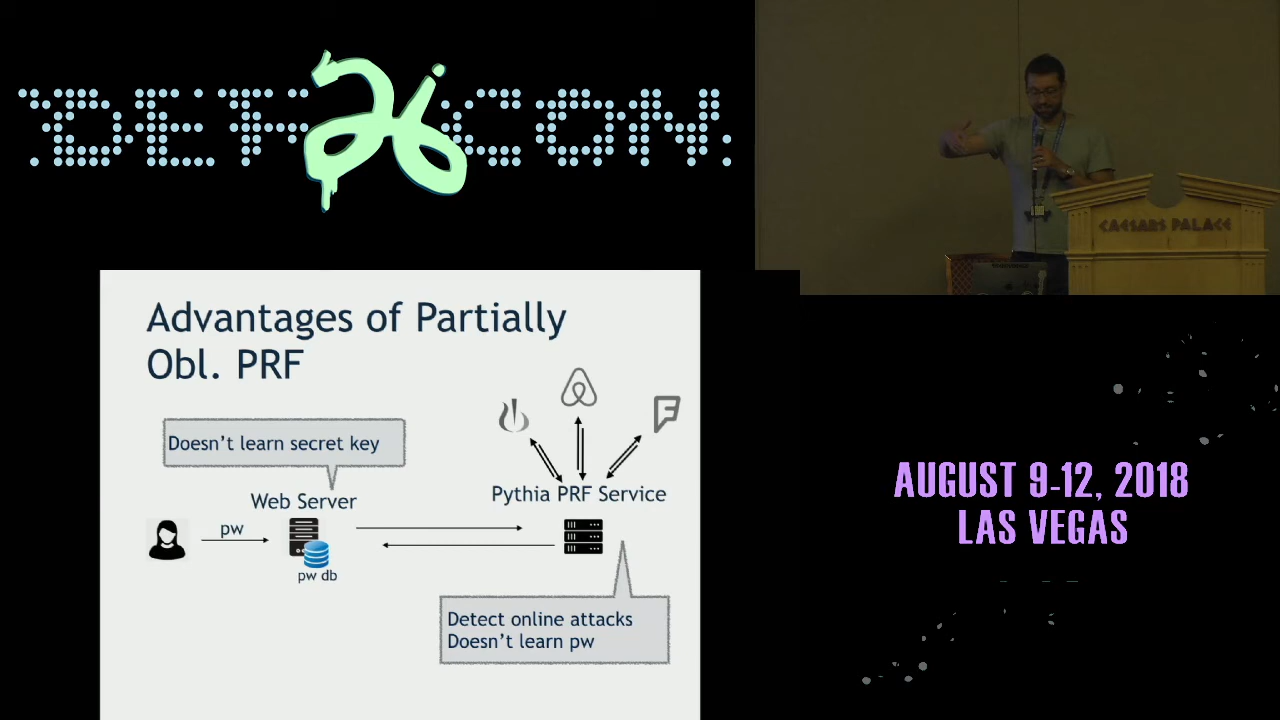 DEF CON
26
CAESARS PALACE
Advantages of Partially
Obl. PRF
Doesn't learn secret key
Web Server
Pythia PRF Service
pw
pw db
Detect online attacks
Doesn't learn pw
AUGUST 9-12, 2018
LAS VEGAS